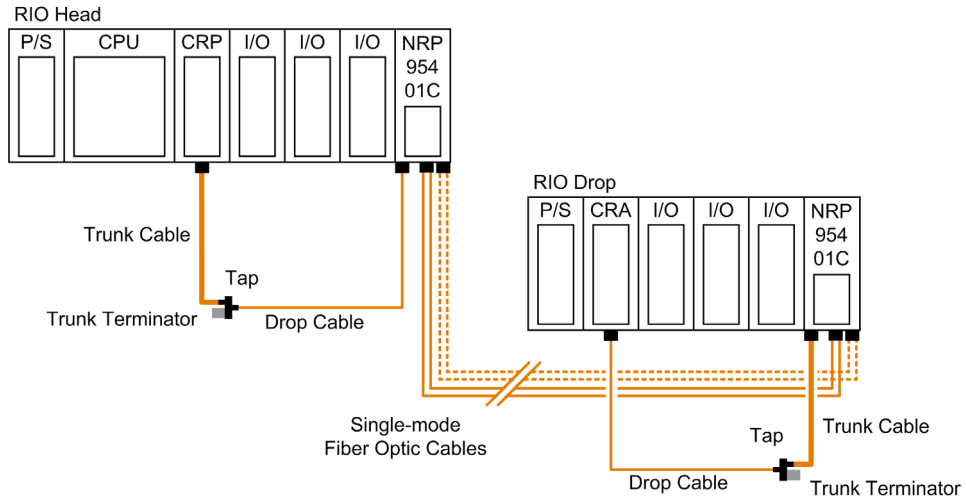 RIO Head
P/S CPU CRP I/O I/O I/O NRP
954
01C
RIO Drop
P/S CRA I/O I/O I/O NRP
954
01C
Trunk Cable
Tap
Trunk Terminator
Drop Cable
Single-mode
Fiber Optic Cables
Trunk Cable
Tap
Drop Cable
Trunk Terminator